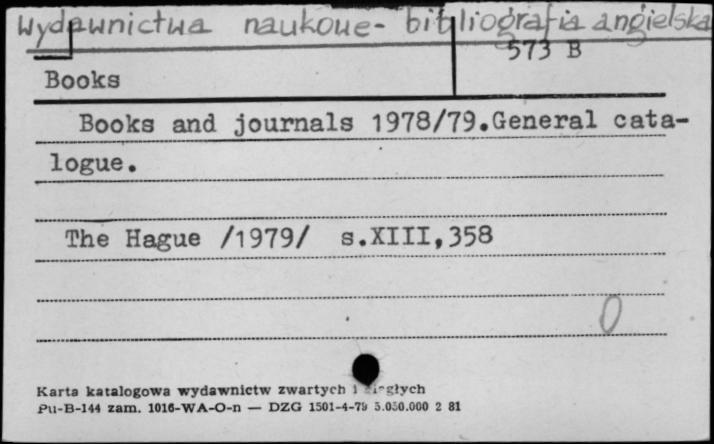 Wydawnictwa naukowe - bibliografia angielska
573 B
Books
Books and journals 1978/79.General cata-
logue.
The Hague /1979/ s.XIII,358
0
Karta katalogowa wydawnictw zwartych i ciągłych
Pu-B-144 zam. 1016-WA-O-n — DZG 1501-4-79 5.050.000 2 81